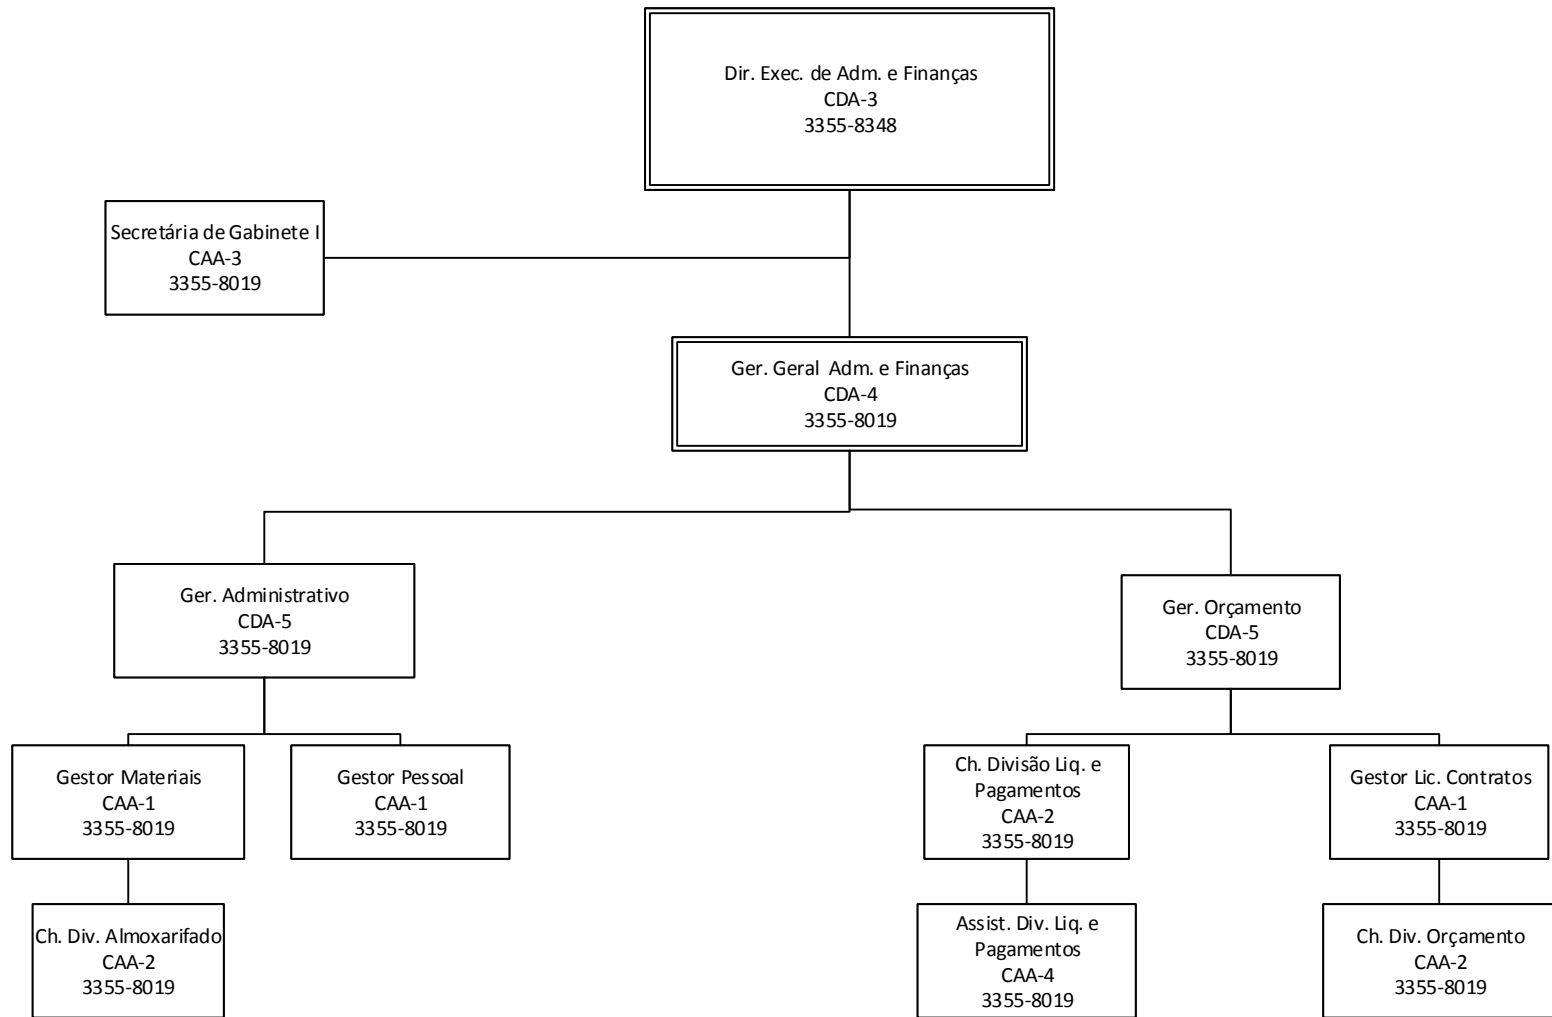 Dir. Exec. de Adm. e Finanças
CDA-3
3355-8348
Secretária de Gabinete I
CAA-3
3355-8019
Ger. Geral  Adm. e Finanças
CDA-4
3355-8019
Ger. Administrativo
CDA-5
3355-8019
Ger. Orçamento
CDA-5
3355-8019
Gestor Materiais
CAA-1
3355-8019
Gestor Pessoal
CAA-1
3355-8019
Ch. Divisão Liq. e
Pagamentos
CAA-2
3355-8019
Gestor Lic. Contratos
CAA-1
3355-8019
Ch. Div. Almoxarifado
CAA-2
3355-8019
Assist. Div. Liq. e
Pagamentos
CAA-4
3355-8019
Ch. Div. Orçamento
CAA-2
3355-8019